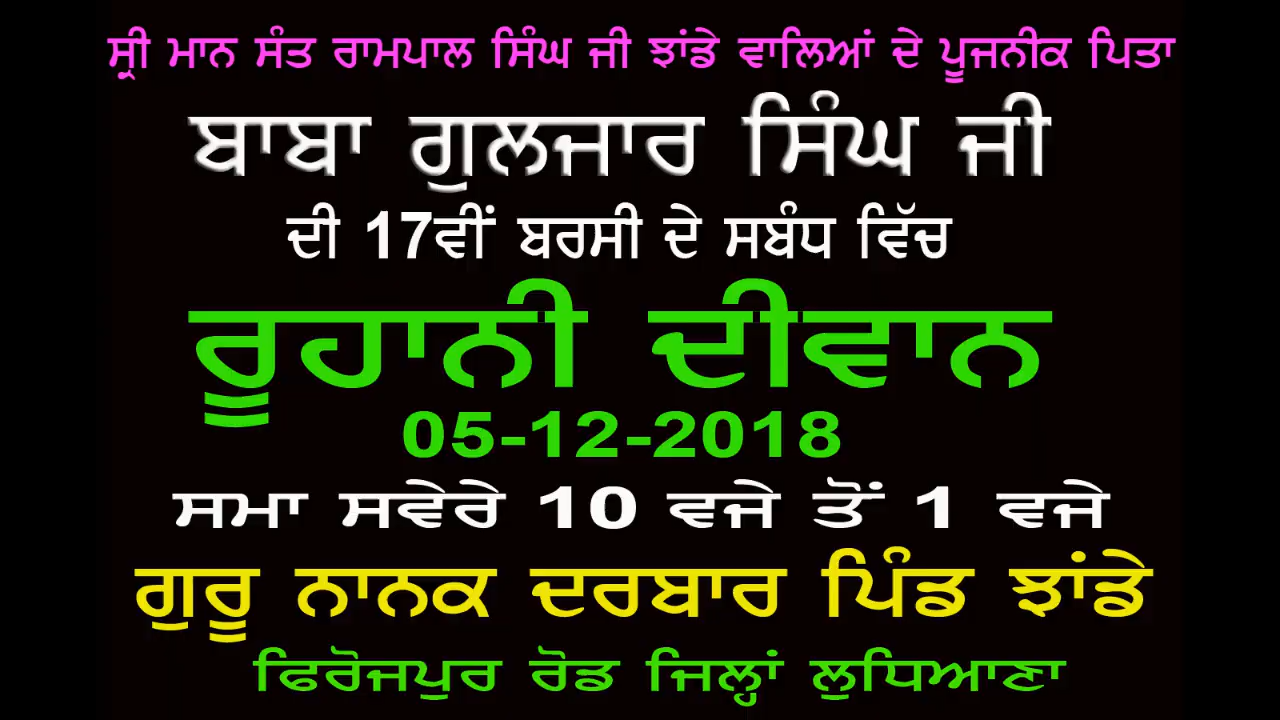 ਸ੍ਰੀ ਮਾਨ ਸੰਤ ਰਾਮਪਾਲ ਸਿੰਘ ਜੀ ਝਾਂਡੇ ਵਾਲਿਆਂ ਦੇ ਪੂਜਨੀਕ ਪਿਤਾ
ਬਾਬਾ ਗੁਲਜਾਰ ਸਿੰਘ ਜੀ
ਦੀ 17ਵੀਂ ਬਰਸੀ ਦੇ ਸਬੰਧ ਵਿੱਚ
ਰੂਹਾਨੀ ਦੀਵਾਨ
05-12-2018
ਸਮਾ ਸਵੇਰੇ 10 ਵਜੇ ਤੋਂ 1 ਵਜੇ
ਗੁਰੂ ਨਾਨਕ ਦਰਬਾਰ ਪਿੰਡ ਝਾਂਡੇ
ਫਿਰੋਜਪੁਰ ਰੋਡ ਜਿਲ੍ਹਾਂ ਲੁਧਿਆਣਾ